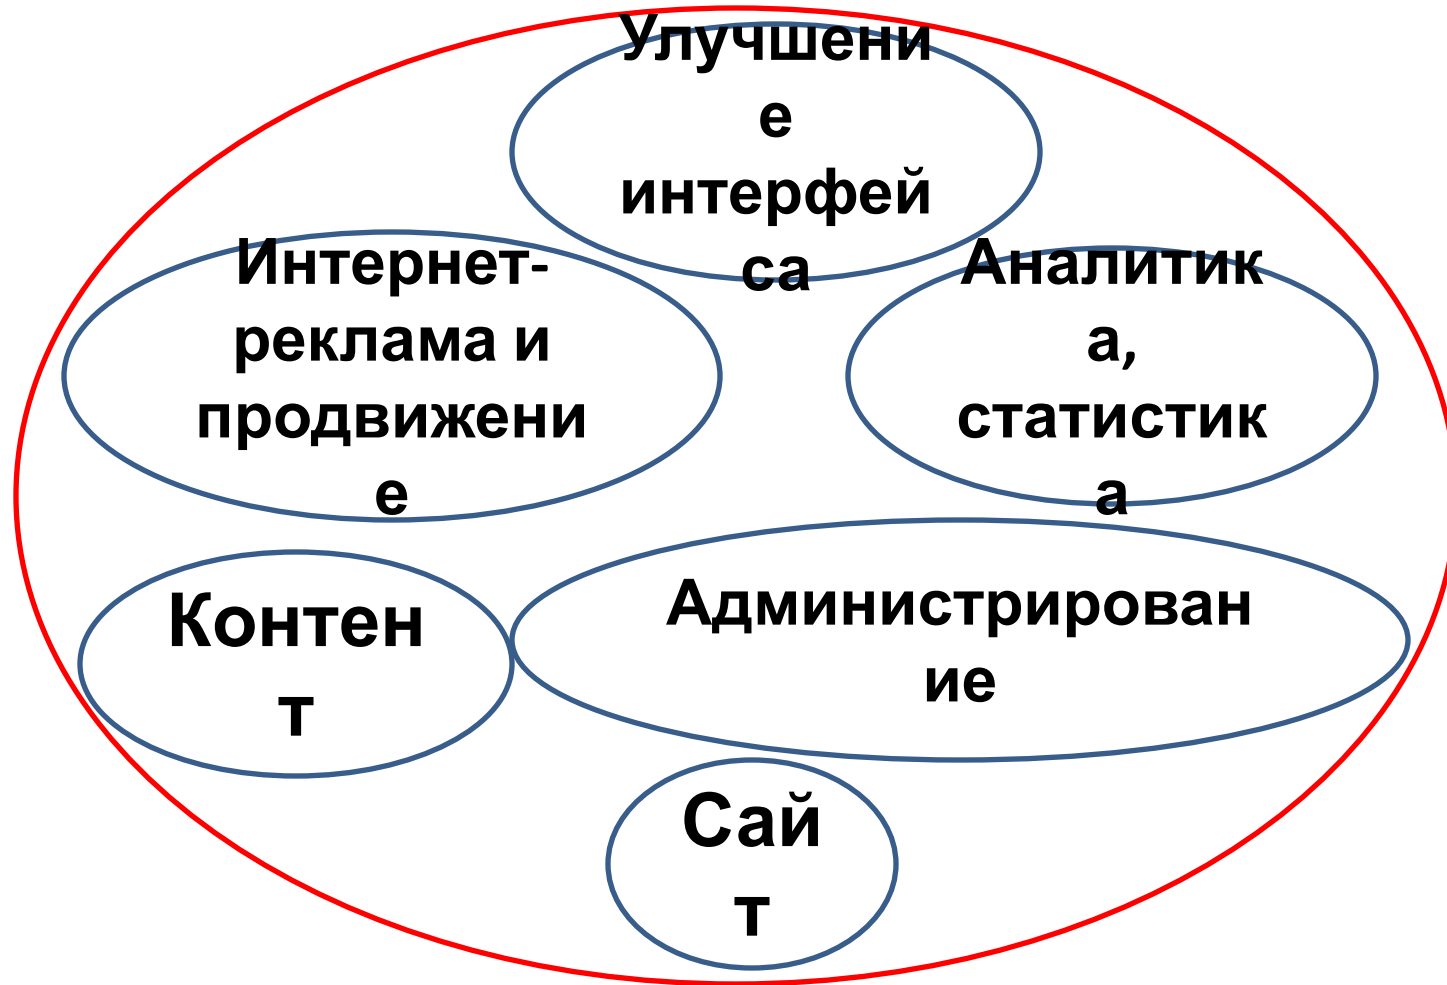 Улучшени
е
интерфей
са
Интернет-
реклама и
продвижени
е
Аналитик
а,
статистик
а
Контен
т
Администрирован
ие
Сай
т